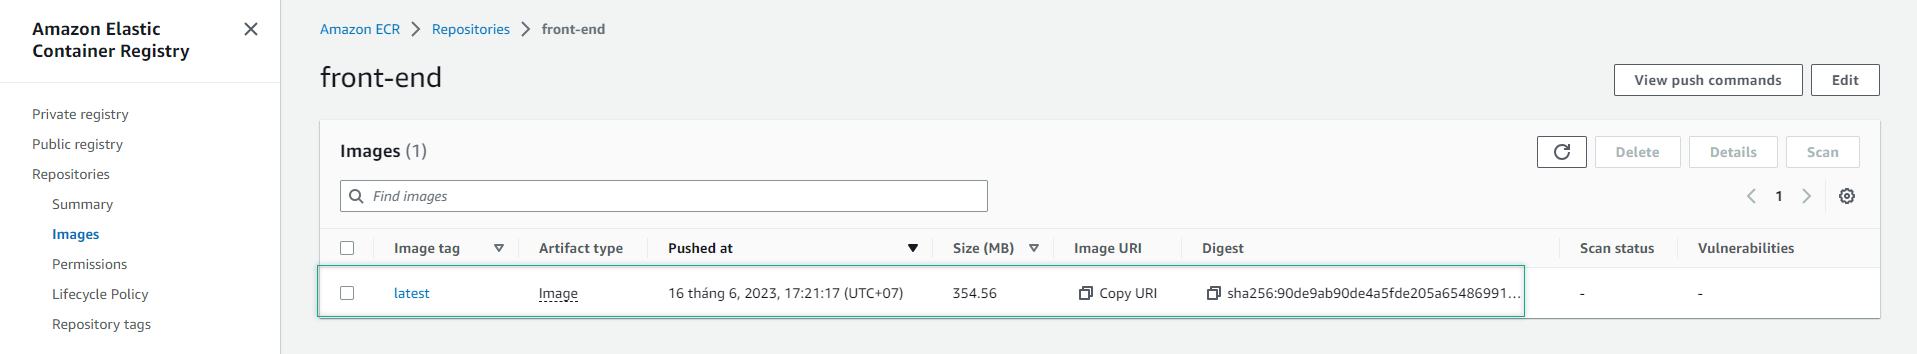 Amazon Elastic
Container Registry
Private registry
Public registry
Repositories
Summary
Images
Permissions
Lifecycle Policy
Repository tags
Amazon ECR > Repositories > front-end
front-end
View push commands Edit
Images (1)
Delete Details Scan
Find images
1
Image tag Artifact type Pushed at Size (MB) Image URI Digest Scan status Vulnerabilities
latest Image 16 tháng 6, 2023, 17:21:17 (UTC+07) 354.56 Copy URI sha256:90de9ab90de4a5fde205a65486991... - -